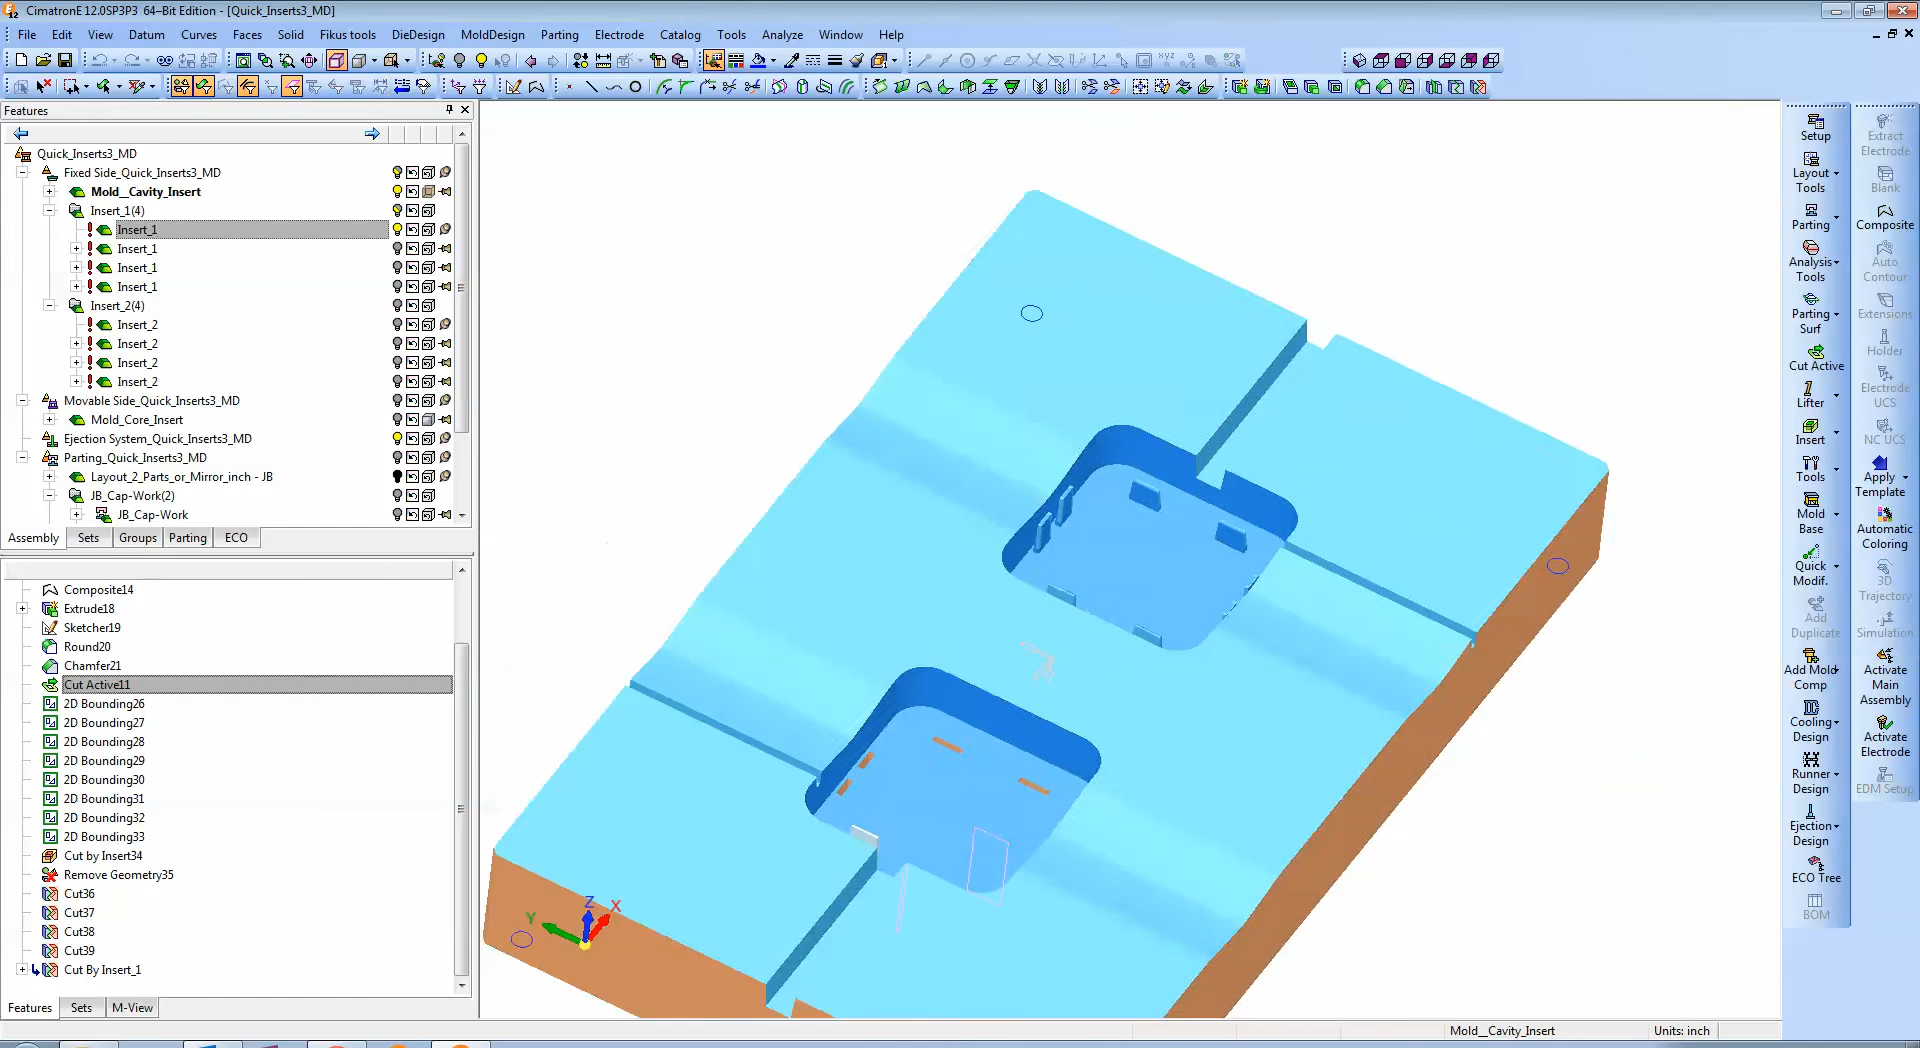 CimatronE 12.0SP3P3  64–Bit Edition - [Quick_Inserts3_MD]
File Edit View Datum Curves Faces Solid Fikus tools DieDesign MoldDesign Parting Electrode Catalog Tools Analyze Window Help
Features
Quick_Inserts3_MD
Fixed Side_Quick_Inserts3_MD
Mold__Cavity_Insert
Insert_1(4)
Insert_1
Insert_1
Insert_1
Insert_1
Insert_2(4)
Insert_2
Insert_2
Insert_2
Insert_2
Movable Side_Quick_Inserts3_MD
Mold_Core_Insert
Ejection System_Quick_Inserts3_MD
Parting_Quick_Inserts3_MD
Layout_2_Parts_or_Mirror_inch - JB
JB_Cap-Work(2)
JB_Cap-Work
Assembly Sets Groups Parting ECO
Composite14
Extrude18
Sketcher19
Round20
Chamfer21
Cut Active11
2D Bounding26
2D Bounding27
2D Bounding28
2D Bounding29
2D Bounding30
2D Bounding31
2D Bounding32
2D Bounding33
Cut by Insert34
Remove Geometry35
Cut36
Cut37
Cut38
Cut39
Cut By Insert_1
Features Sets M-View
Z
X
Y
Setup
Layout
Tools
Parting
Analysis
Tools
Parting
Surf
Cut Active
Lifter
Insert
Tools
Mold
Base
Quick
Modif.
Add
Duplicate
Add Mold
Comp
Cooling
Design
Runner
Design
Ejection
Design
ECO Tree
BOM
Extract
Electrode
Blank
Composite
Auto
Contour
Extensions
Holder
Electrode
UCS
NC UCS
Apply
Template
Automatic
Coloring
3D
Trajectory
Simulation
Activate
Main
Assembly
Activate
Electrode
EDM Setup
Mold__Cavity_Insert
Units: inch